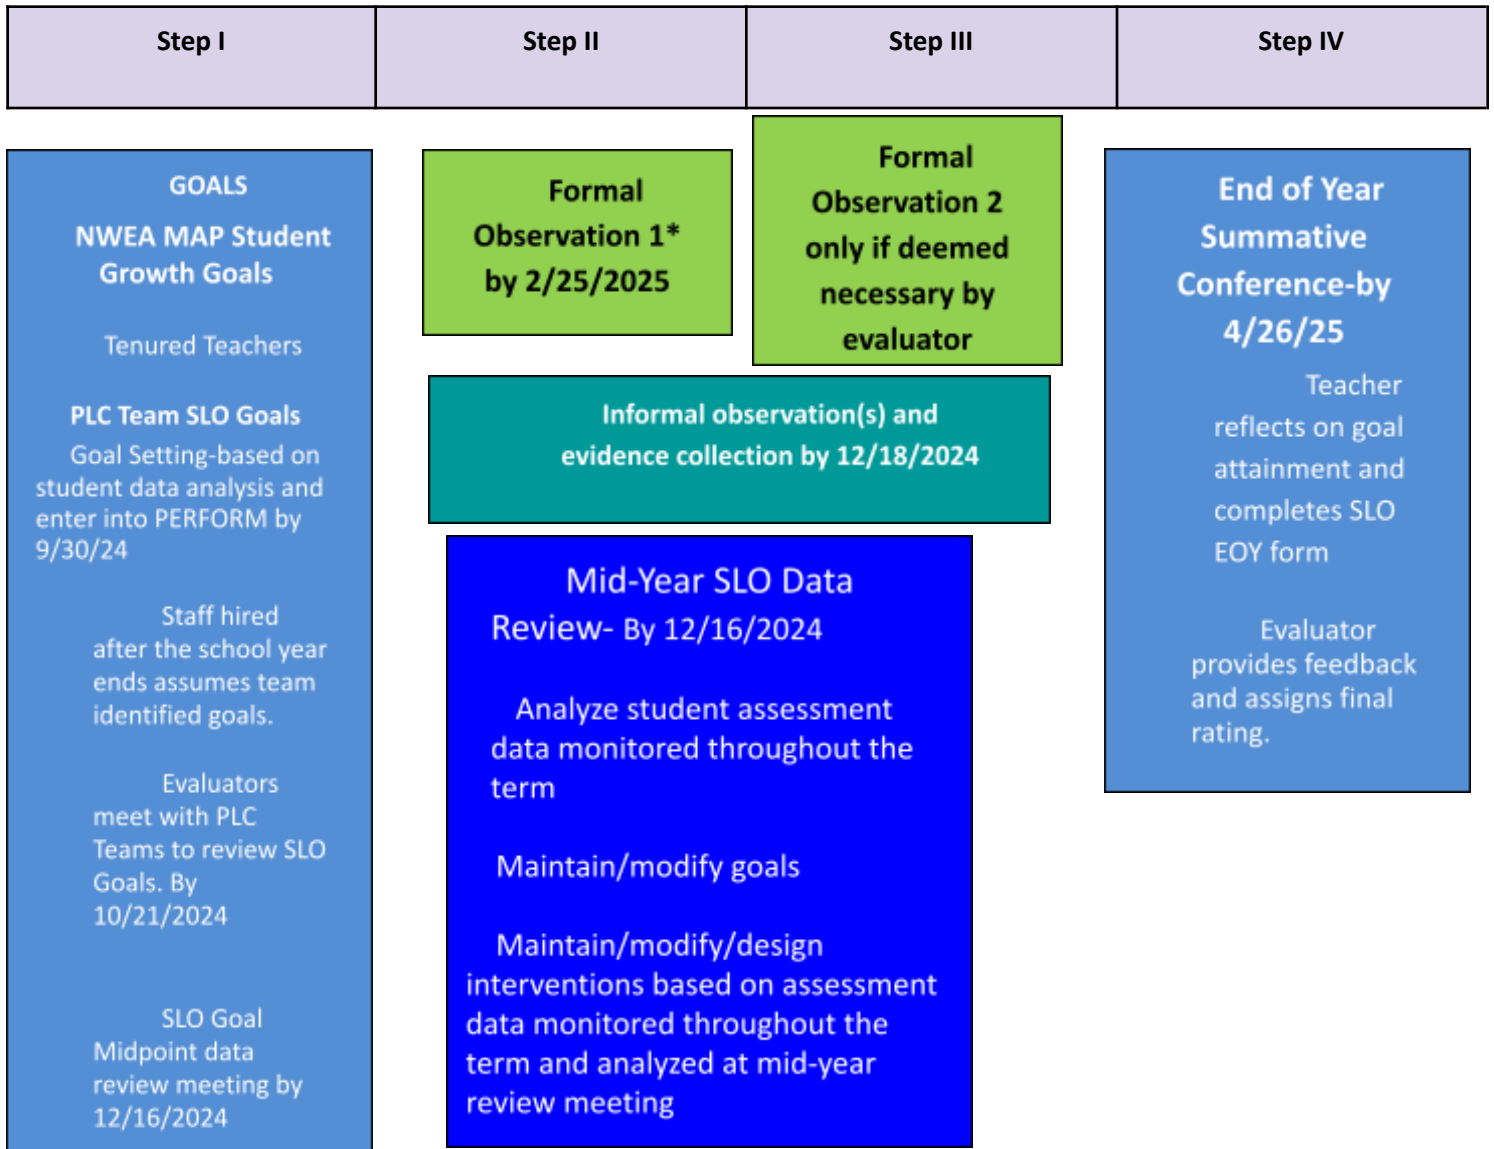 Step I
Step II
Step III
Step IV
GOALS
NWEA MAP Student
Growth Goals
Tenured Teachers
PLC Team SLO Goals
Goal Setting-based on
student data analysis and
enter into PERFORM by
9/30/24
Staff hired
after the school year
ends assumes team
identified goals.
Evaluators
meet with PLC
Teams to review SLO
Goals. By
10/21/2024
SLO Goal
Midpoint data
review meeting by
12/16/2024
Formal
Observation 1*
by 2/25/2025
Formal
Observation 2
only if deemed
necessary by
evaluator
Informal observation(s) and
evidence collection by 12/18/2024
Mid-Year SLO Data
Review- By 12/16/2024
Analyze student assessment
data monitored throughout the
term
Maintain/modify goals
Maintain/modify/design
interventions based on assessment
data monitored throughout the
term and analyzed at mid-year
review meeting
End of Year
Summative
Conference-by
4/26/25
Teacher
reflects on goal
attainment and
completes SLO
EOY form
Evaluator
provides feedback
and assigns final
rating.